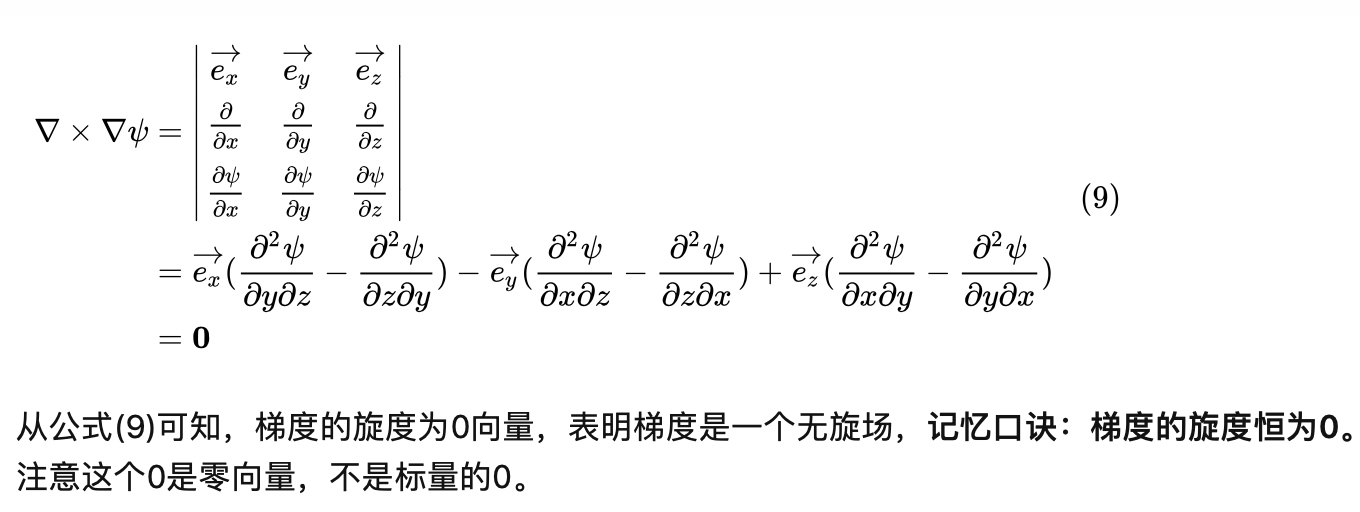 $\nabla \times \nabla \psi = \begin{vmatrix} \overrightarrow{e_x} & \overrightarrow{e_y} & \overrightarrow{e_z} \\ \frac{\partial}{\partial x} & \frac{\partial}{\partial y} & \frac{\partial}{\partial z} \\ \frac{\partial \psi}{\partial x} & \frac{\partial \psi}{\partial y} & \frac{\partial \psi}{\partial z} \end{vmatrix}$
(9)
$= \overrightarrow{e_x}(\frac{\partial^2 \psi}{\partial y \partial z} - \frac{\partial^2 \psi}{\partial z \partial y}) - \overrightarrow{e_y}(\frac{\partial^2 \psi}{\partial x \partial z} - \frac{\partial^2 \psi}{\partial z \partial x}) + \overrightarrow{e_z}(\frac{\partial^2 \psi}{\partial x \partial y} - \frac{\partial^2 \psi}{\partial y \partial x})$
$= \mathbf{0}$
从公式(9)可知，梯度的旋度为0向量，表明梯度是一个无旋场，记忆口诀：梯度的旋度恒为0。
注意这个0是零向量，不是标量的0。